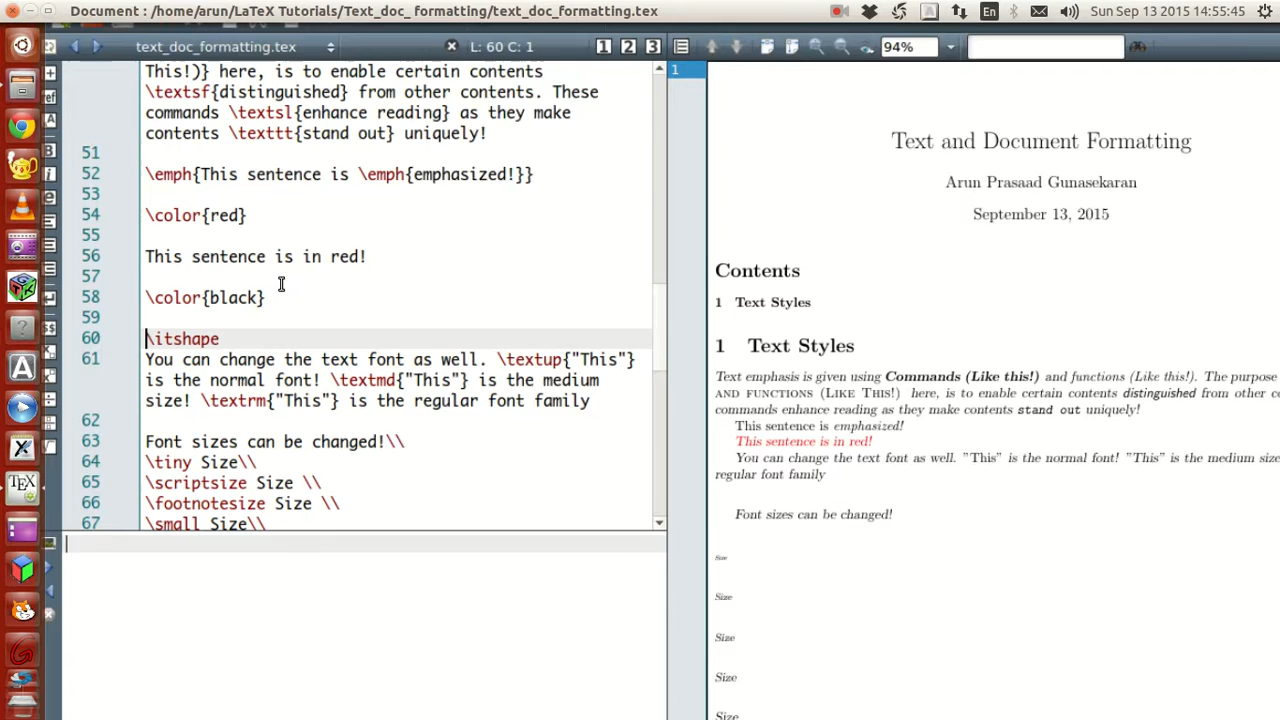 Document : /home/arun/LaTeX Tutorials/Text_doc_ formatting/text_doc_formatting.tex
En
Sun Sep 13 2015 14:55:45
text_doc_formatting.tex
L: 60 C: 1
1 2 3
94%
This!)} here, is to enable certain contents
\textsf{distinguished} from other contents. These
commands \textsl{enhance reading} as they make
contents \texttt{stand out} uniquely!
51
52 \emph{This sentence is \emph{emphasized!}}
53
54 \color{red}
55
56 This sentence is in red!
57
58 \color{black}
59
60 \itshape
61 You can change the text font as well. \textup{"This"}
is the normal font! \textmd{"This"} is the medium
size! \textrm{"This"} is the regular font family
62
63 Font sizes can be changed!\\
64 \tiny Size\\
65 \scriptsize Size \\
66 \footnotesize Size \\
67 \small Size\\
1
Text and Document Formatting
Arun Prasaad Gunasekaran
September 13, 2015
Contents
1 Text Styles
1 Text Styles
Text emphasis is given using Commands (Like this!) and functions (Like this!). The purpose
AND FUNCTIONS (LIKE THIS!) here, is to enable certain contents distinguished from other c
commands enhance reading as they make contents stand out uniquely!
This sentence is emphasized!
This sentence is in red!
You can change the text font as well. "This" is the normal font! "This" is the medium size
regular font family
Font sizes can be changed!
Size
Size
Size
Size
Size